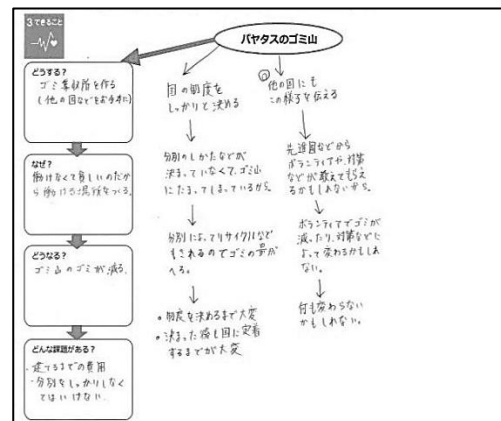 3 できること
パヤタスのゴミ山
どうする？
ゴミ集収所を作る
(他の国などをお手本に)
なぜ？
働けなくて貧しいのだか
ら働ける場所をつくる。
どうなる？
ゴミ山のゴミが減る。
どんな課題がある？
・建てるまでの費用
・分別をしっかりしなく
てはいけない。
国の制度を
しっかりと決める
分別のしかたなどが
決まっていなくて、ゴミ山
にたまってしまっているから。
分別によってリサイクルなど
もされるのでゴミの量が
へる。
・制度を決めるまで大変
・決まった後も国に定着
するまでが大変
他の国にも
この様子を伝える
先進国などから
ボランティアや、対策
などが教えてもらえ
るかもしれないから。
ボランティアでゴミが
減ったり、対策などに
よって変わるかもしれ
ない。
何も変わらない
かもしれない。